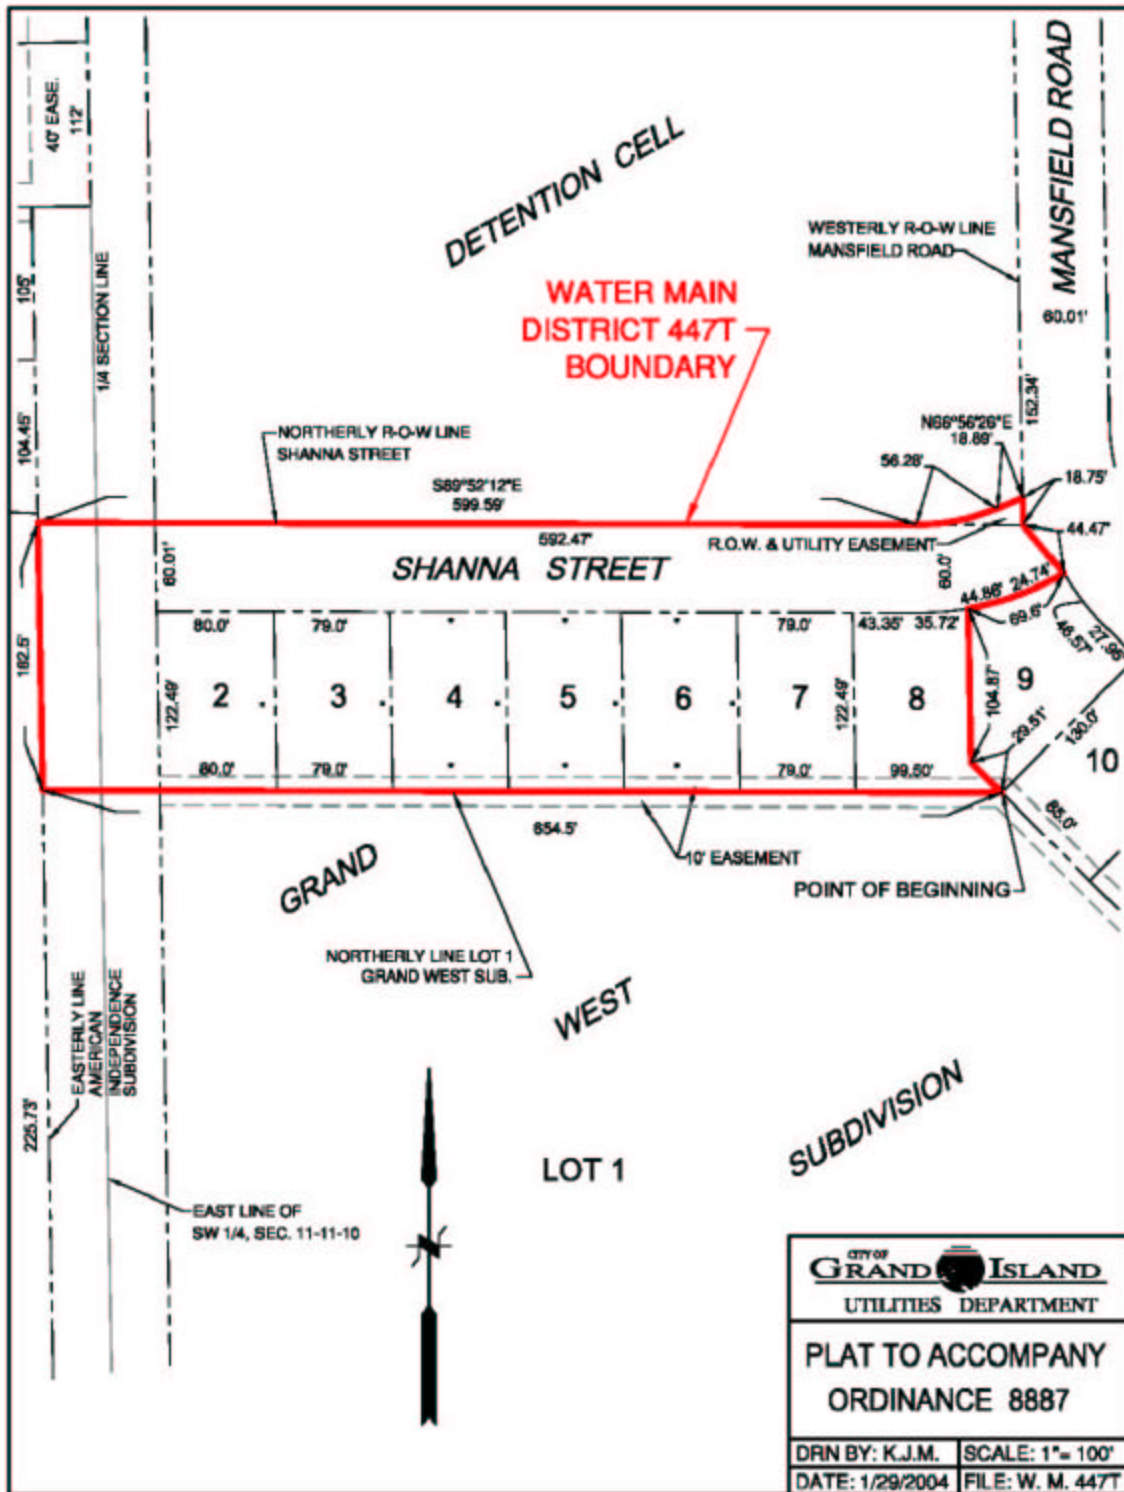 40' EASE.
112'
105'
104.45'
1/4 SECTION LINE
DETENTION CELL
MANSFIELD ROAD
WESTERLY R-O-W LINE
MANSFIELD ROAD
60.01'
152.34'
WATER MAIN
DISTRICT 447T
BOUNDARY
NORTHERLY R-O-W LINE
SHANNA STREET
S89°52'12"E
599.59'
N66°56'26"E
18.89'
56.28'
18.75'
44.47'
592.47'
R.O.W. & UTILITY EASEMENT
SHANNA STREET
60.01'
60.0'
44.86' 24.74'
69.6'
46.57'
27.95'
182.5'
80.0'
79.0'
79.0'
43.35' 35.72'
122.49'
2
3
4
5
6
7
122.49'
8
104.87'
9
29.51'
130.0'
10
80.0'
79.0'
79.0'
99.50'
65.0'
654.5'
10' EASEMENT
POINT OF BEGINNING
GRAND
NORTHERLY LINE LOT 1
GRAND WEST SUB.
WEST
SUBDIVISION
EASTERLY LINE
AMERICAN
INDEPENDENCE
SUBDIVISION
225.73'
LOT 1
EAST LINE OF
SW 1/4, SEC. 11-11-10
N
CITY OF
GRAND ISLAND
UTILITIES DEPARTMENT
PLAT TO ACCOMPANY
ORDINANCE 8887
DRN BY: K.J.M. SCALE: 1"= 100'
DATE: 1/29/2004 FILE: W. M. 447T